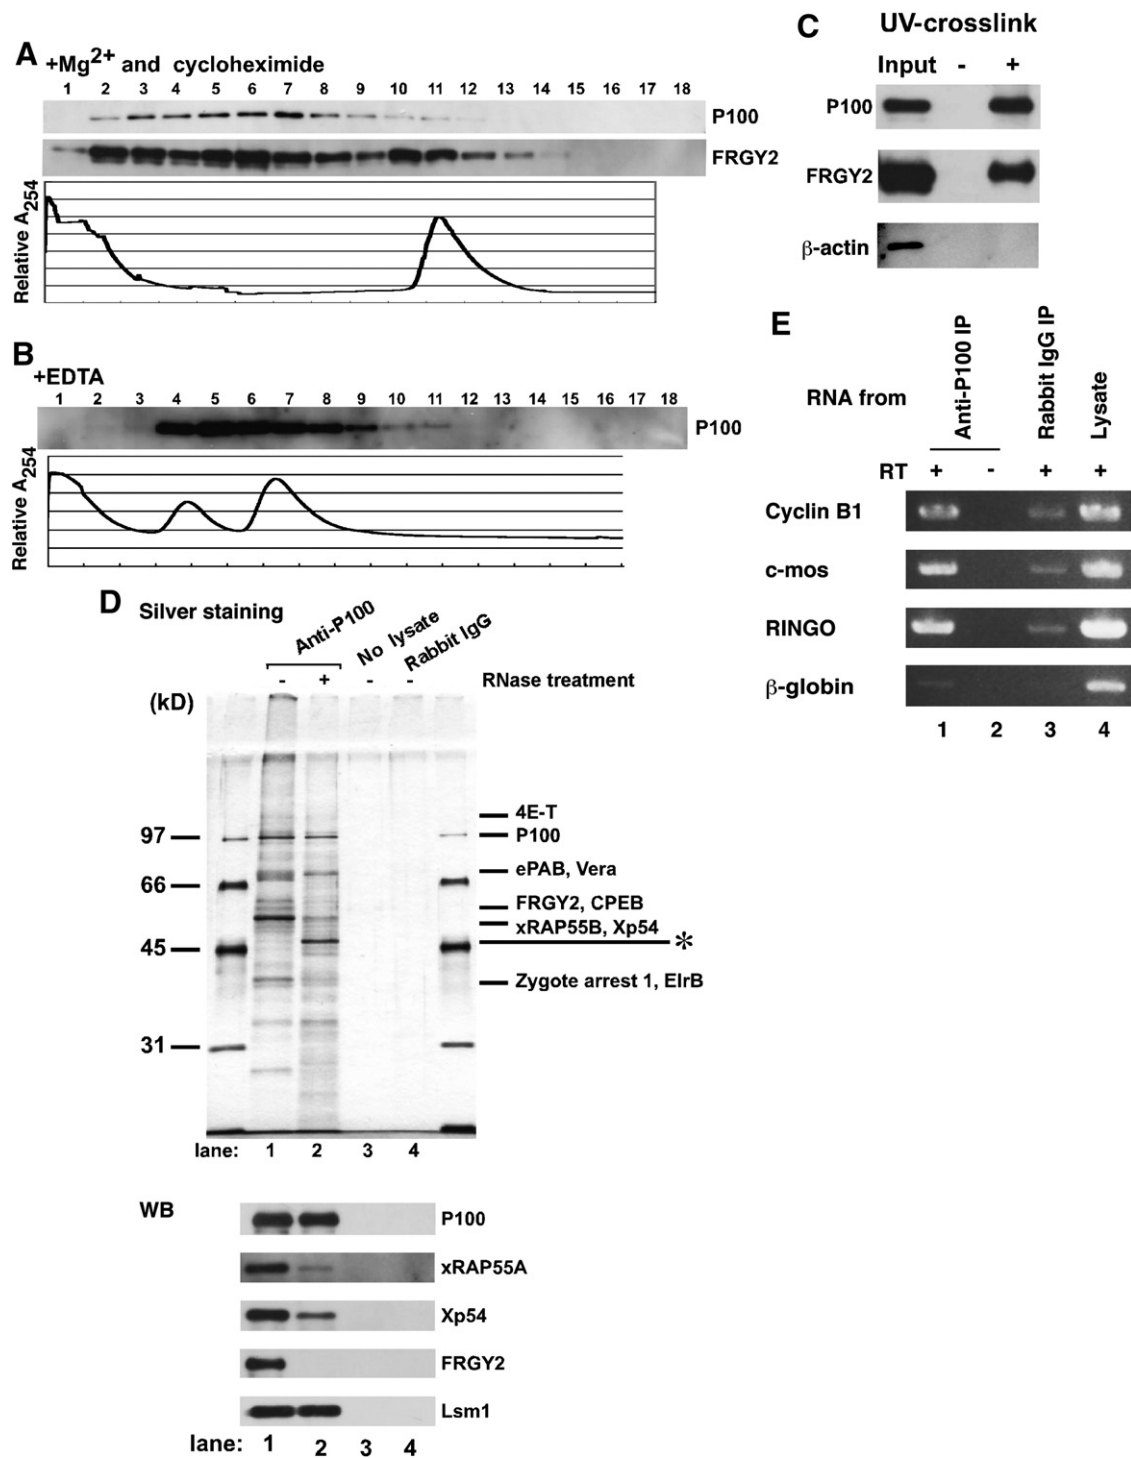 A
+Mg2+ and cycloheximide
1 2 3 4 5 6 7 8 9 10 11 12 13 14 15 16 17 18
P100
FRGY2
Relative A254
B
+EDTA
1 2 3 4 5 6 7 8 9 10 11 12 13 14 15 16 17 18
P100
Relative A254
C
UV-crosslink
Input - +
P100
FRGY2
β-actin
E
RNA from
Anti-P100 IP
Rabbit IgG IP
Lysate
RT + - + +
Cyclin B1
c-mos
RINGO
β-globin
1 2 3 4
D
Silver staining
Anti-P100
No lysate
Rabbit IgG
- + - - RNase treatment
(kD)
97
66
45
31
4E-T
P100
ePAB, Vera
FRGY2, CPEB
xRAP55B, Xp54
*
Zygote arrest 1, ElrB
lane: 1 2 3 4
WB
P100
xRAP55A
Xp54
FRGY2
Lsm1
lane: 1 2 3 4